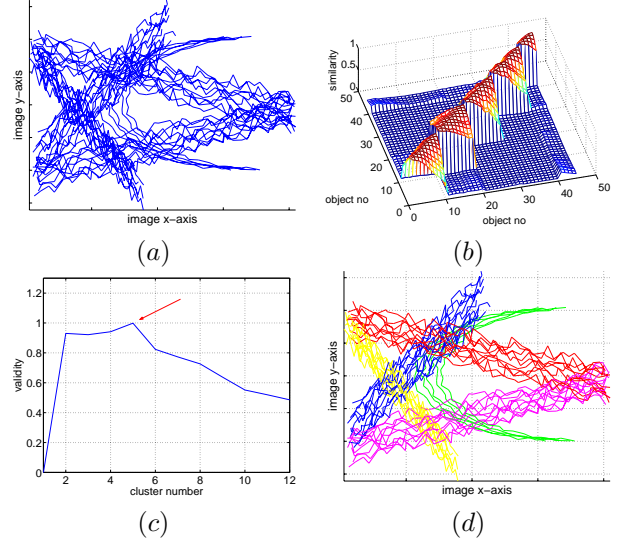 image y-axis
image x-axis
(a)
similarity
1
0.5
0
50
40
30
20
10
0
object no
0
10
20
30
40
50
object no
(b)
validity
1.2
1
0.8
0.6
0.4
0.2
0
2
4
6
8
10
12
cluster number
(c)
image y-axis
image x-axis
(d)